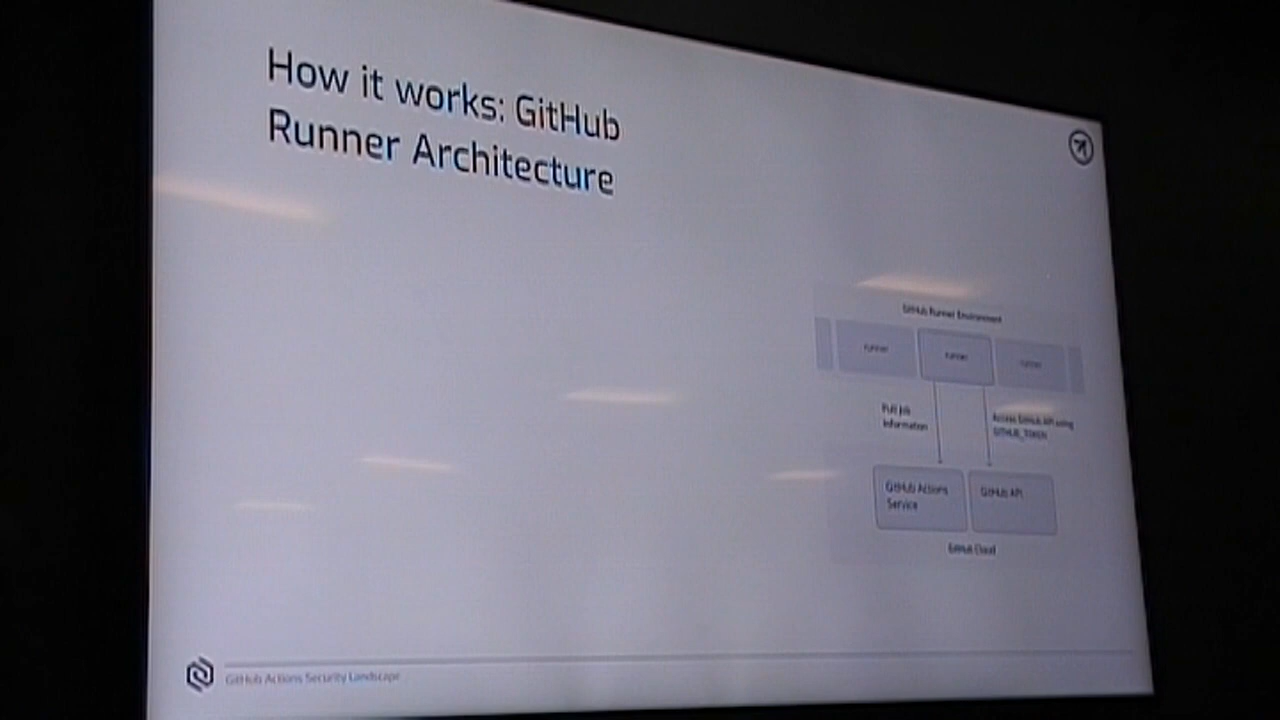 How it works: GitHub
Runner Architecture
GitHub Runner Environment
runner
runner
runner
Pull job
information
Access GitHub API using
GITHUB_TOKEN
GitHub Actions
Service
GitHub API
GitHub Cloud
GitHub Actions Security Landscape